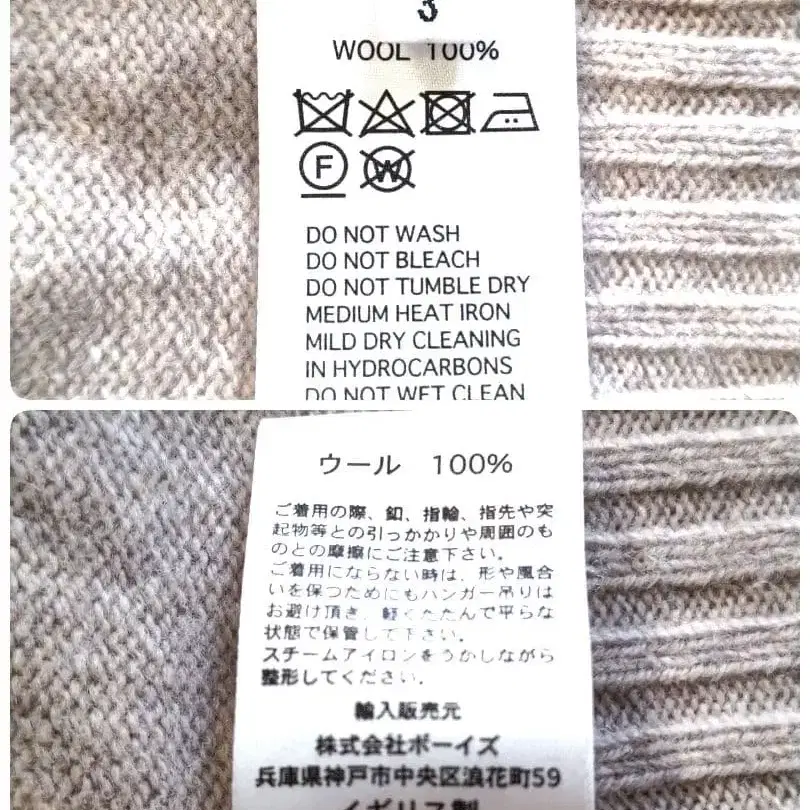 3
WOOL 100%
F
W
DO NOT WASH
DO NOT BLEACH
DO NOT TUMBLE DRY
MEDIUM HEAT IRON
MILD DRY CLEANING
IN HYDROCARBONS
DO NOT WET CLEAN
ウール 100%
ご着用の際、釦、指輪、指先や突
起物等との引っかかりや周囲のも
のとの摩擦にご注意下さい。
ご着用にならない時は、形や風合
いを保つためにもハンガー吊りは
お避け頂き、軽くたたんで平らな
状態で保管して下さい。
スチームアイロンをうかしながら
整形してください。
輸入販売元
株式会社ボーイズ
兵庫県神戸市中央区浪花町59
イギリス製